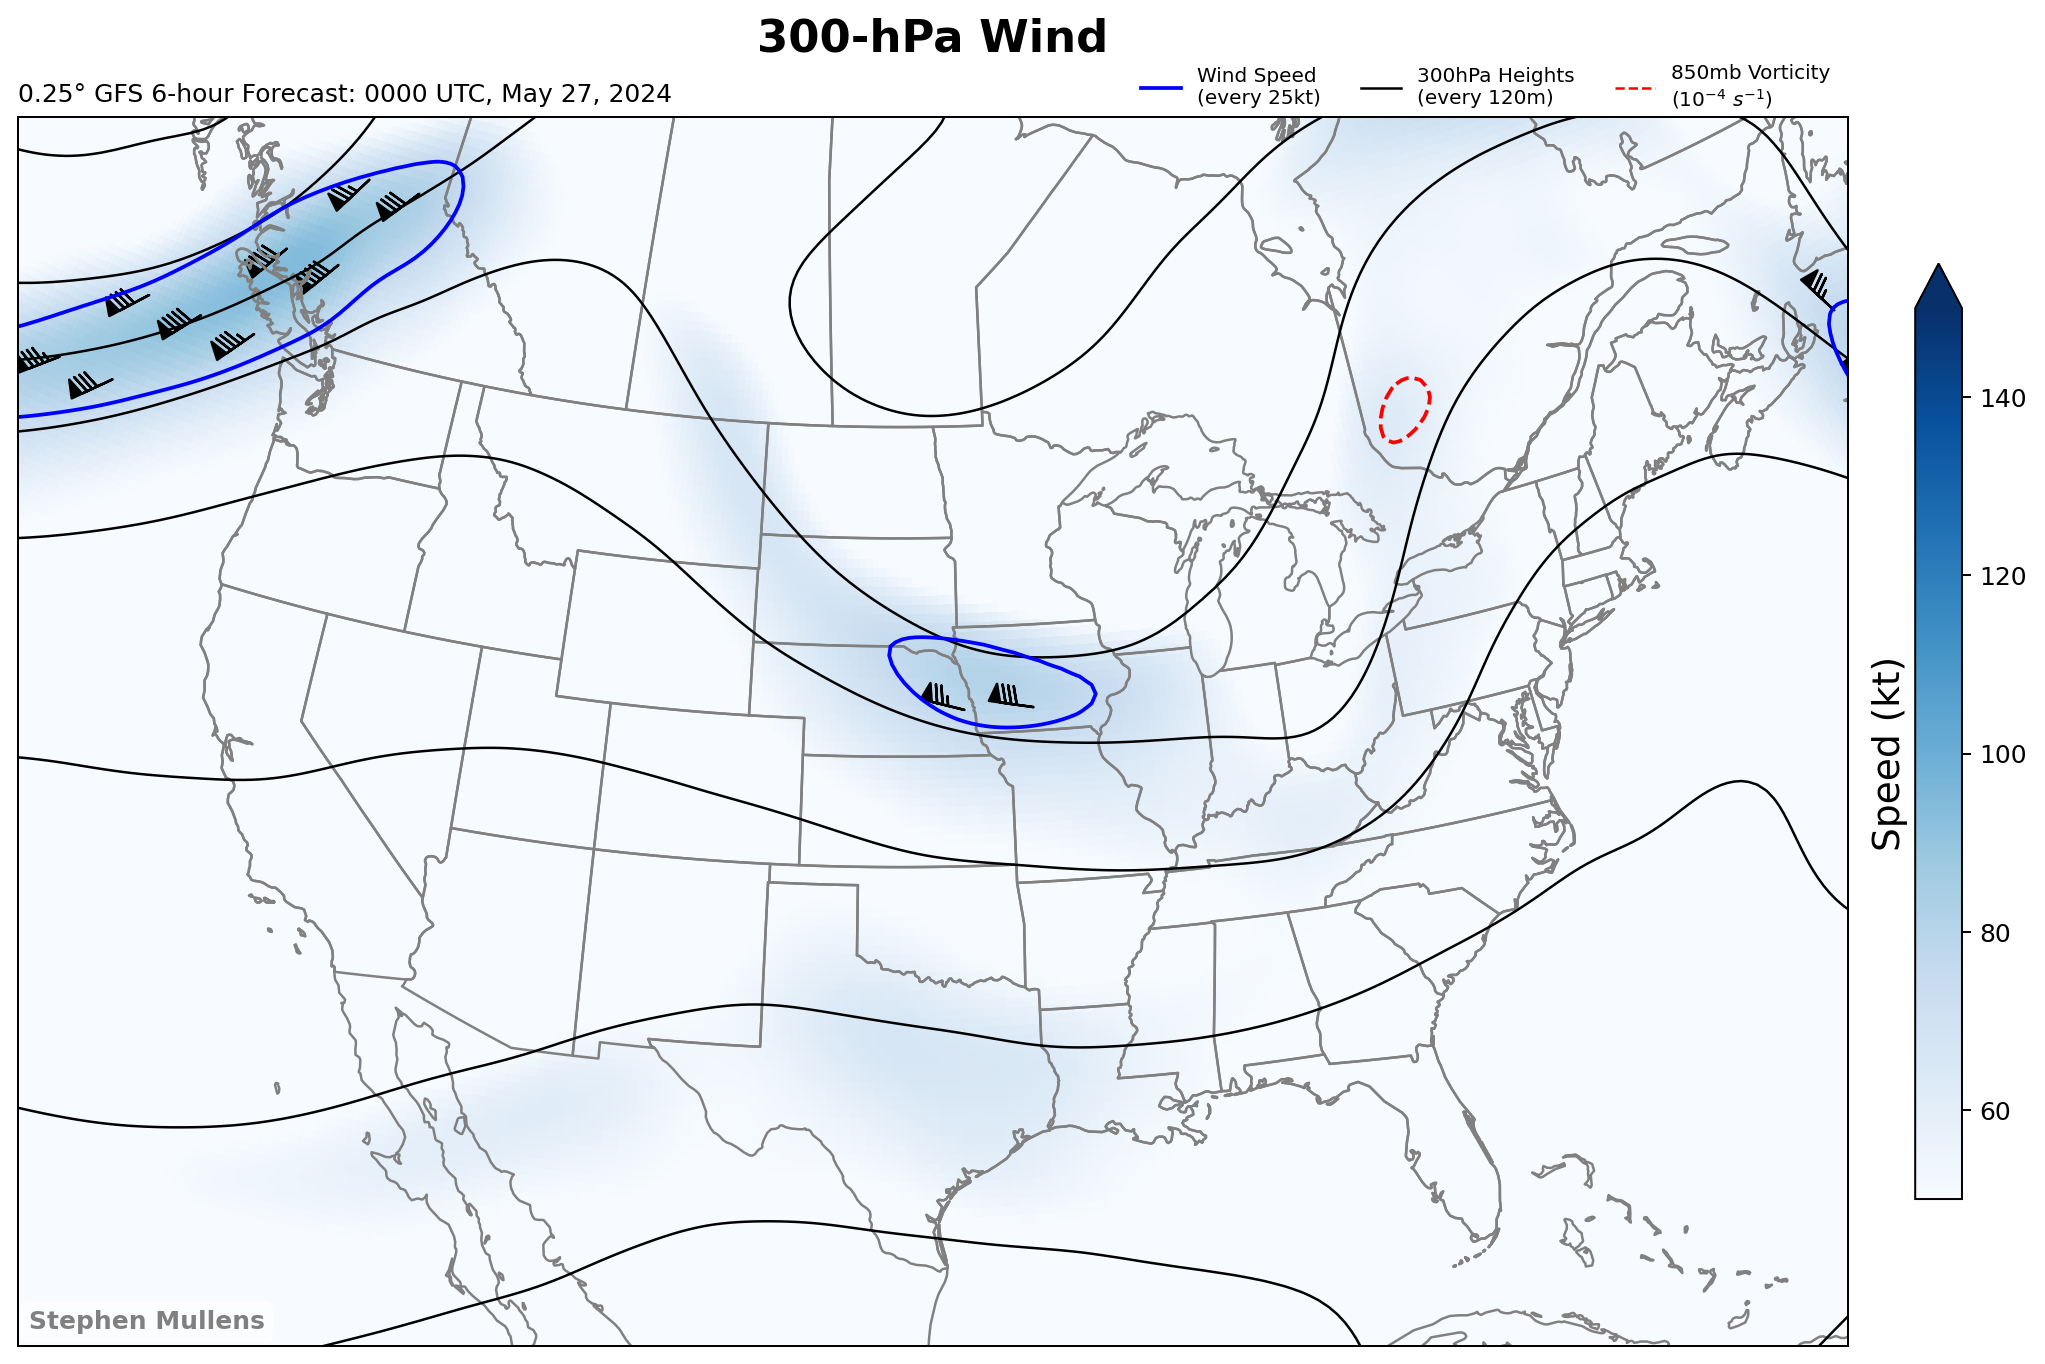 300-hPa Wind
0.25° GFS 6-hour Forecast: 0000 UTC, May 27, 2024
Wind Speed
(every 25kt)
300hPa Heights
(every 120m)
850mb Vorticity
(10⁻⁴ s⁻¹)
140
120
100
80
60
Speed (kt)
Stephen Mullens